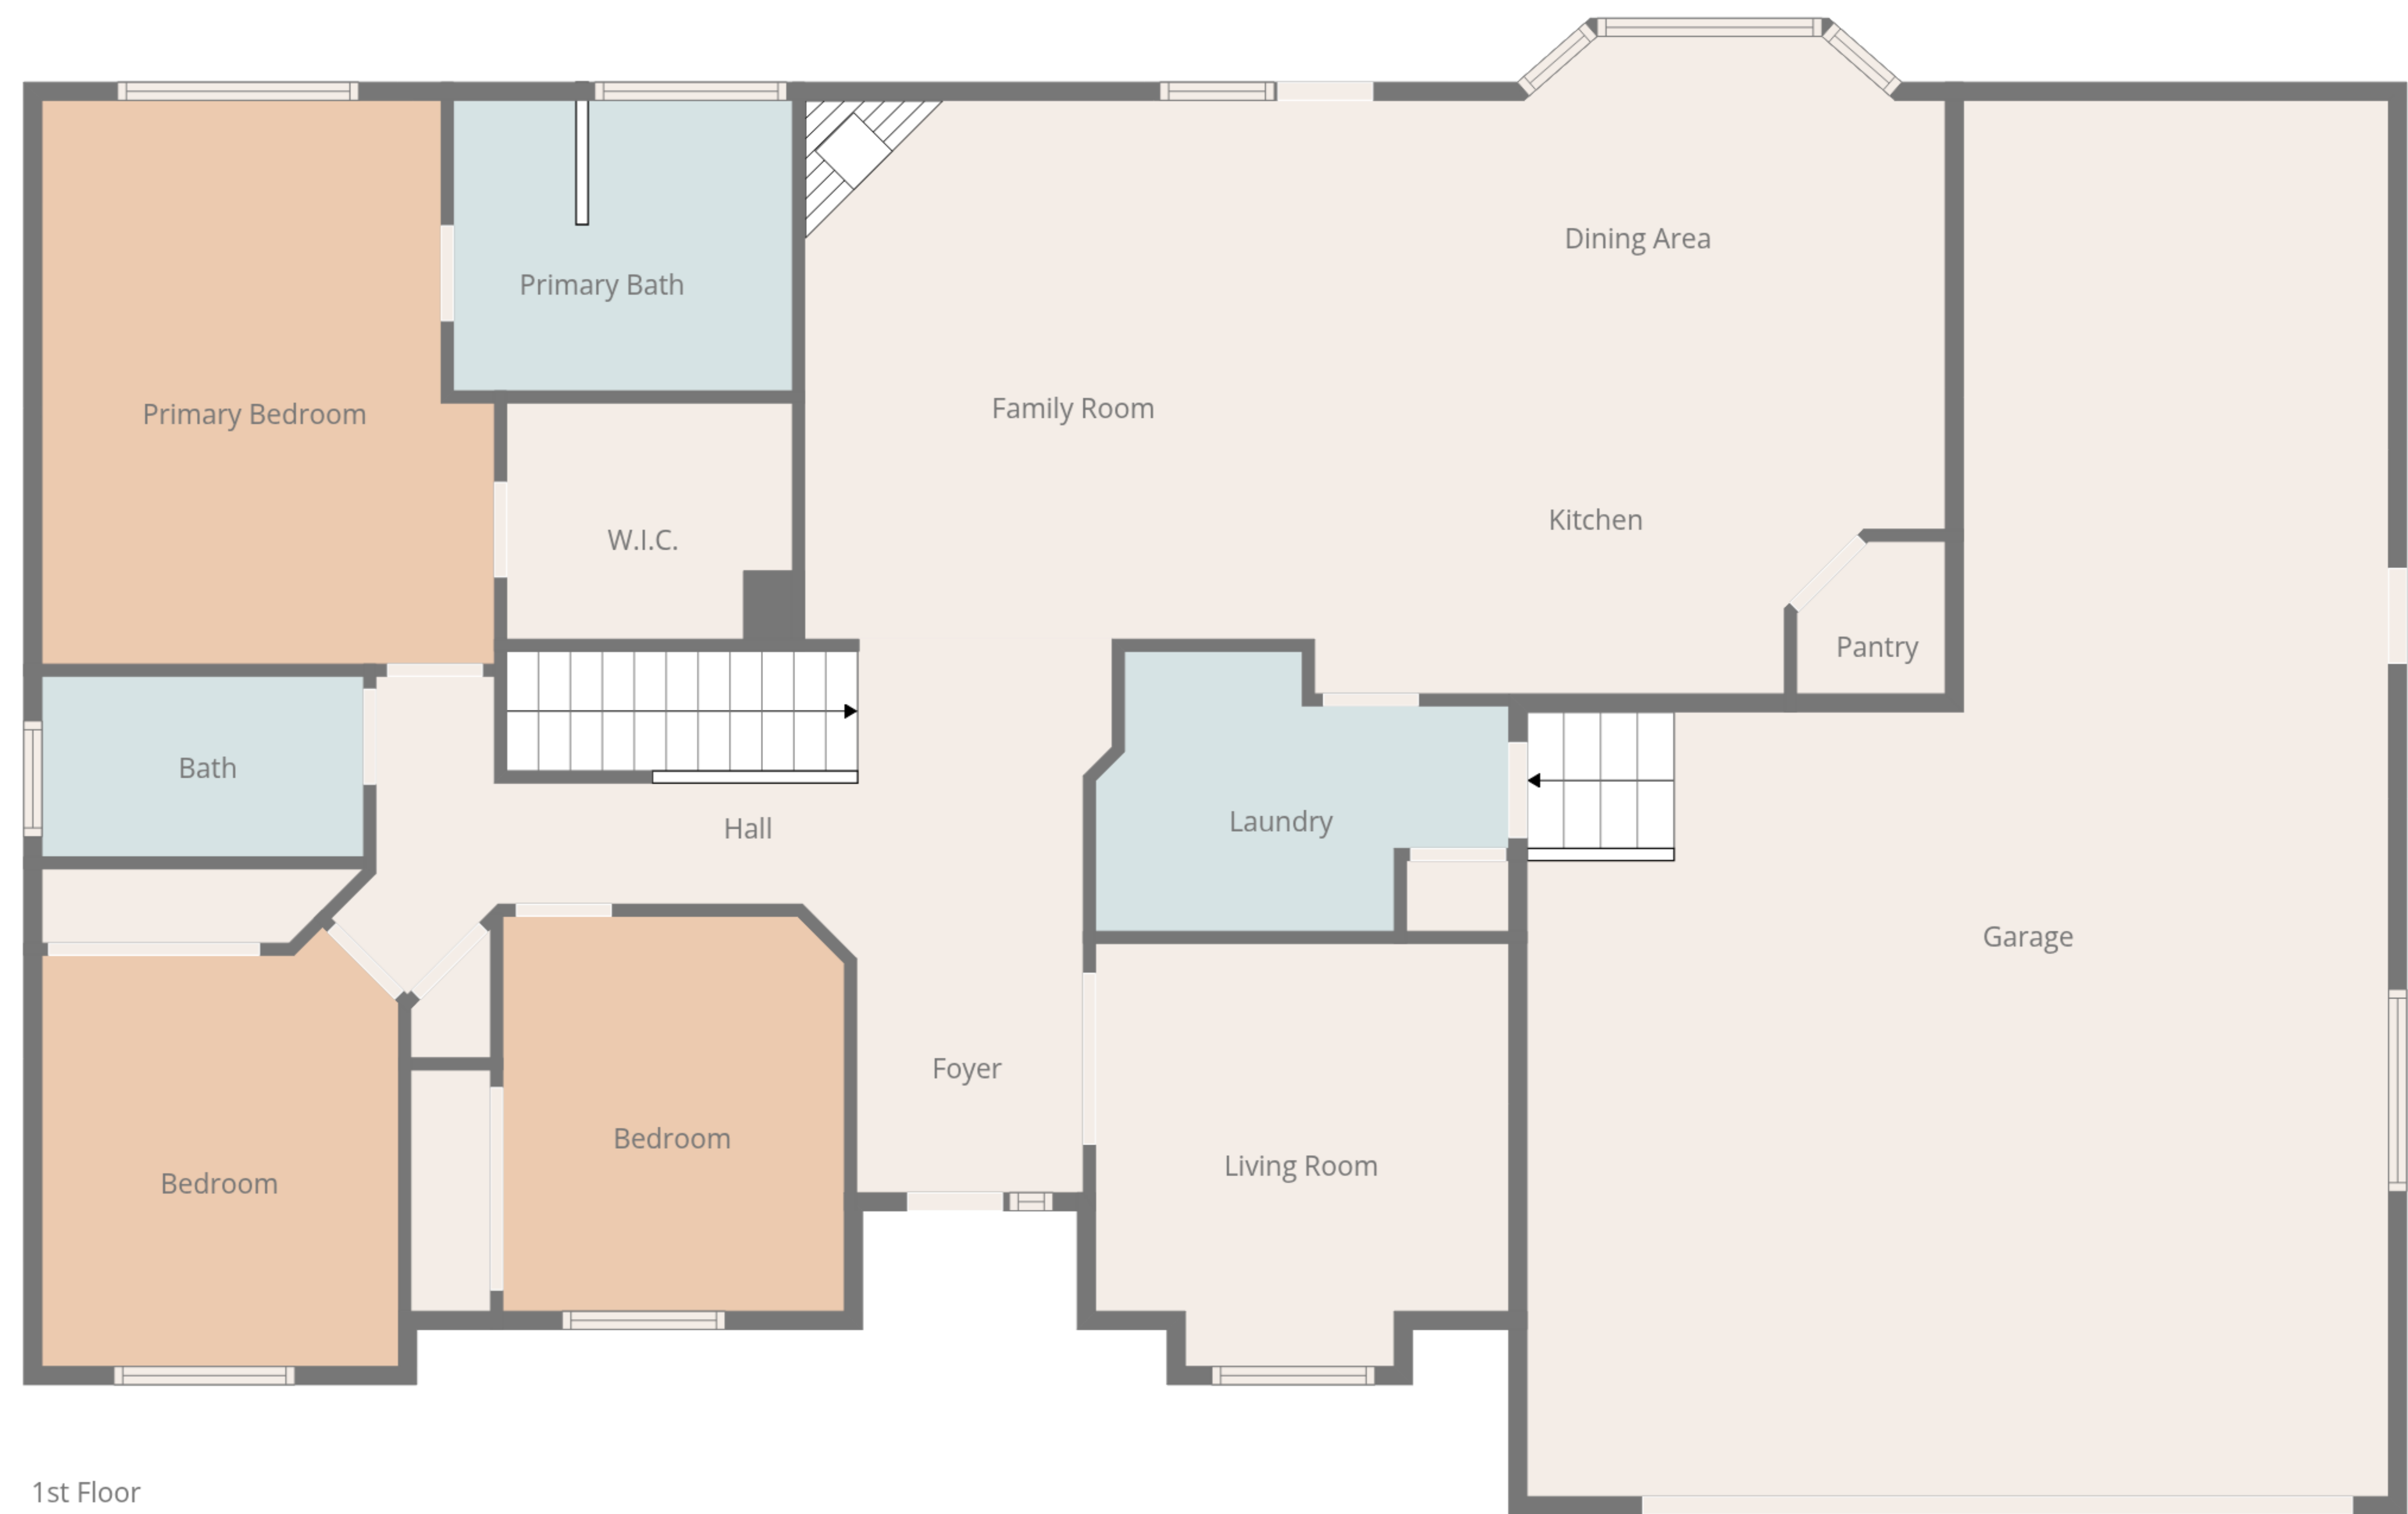 Dining Area
Primary Bath
Family Room
Primary Bedroom
Kitchen
W.I.C.
Pantry
Bath
Laundry
Hall
Garage
Foyer
Bedroom
Living Room
Bedroom
1st Floor